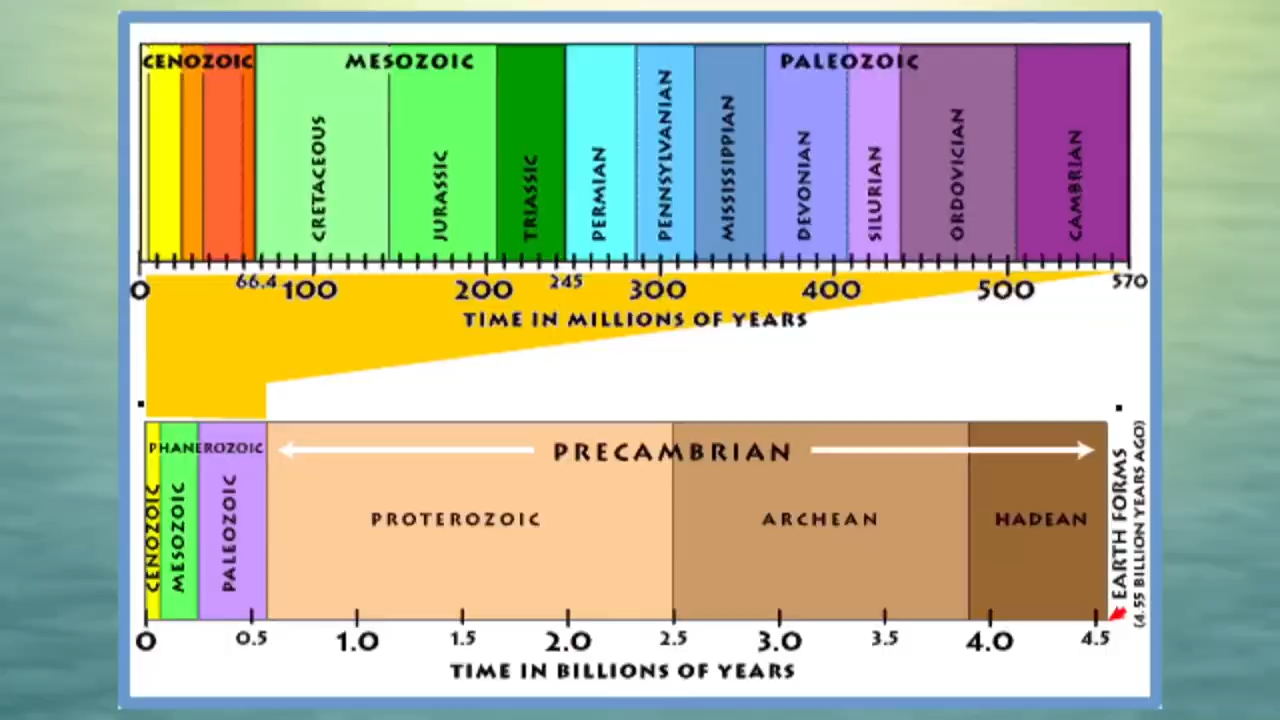 CENOZOIC
MESOZOIC
PALEOZOIC
CRETACEOUS
JURASSIC
TRIASSIC
PERMIAN
PENNSYLVANIAN
MISSISSIPPIAN
DEVONIAN
SILURIAN
ORDOVICIAN
CAMBRIAN
0 66.4 100 200 245 300 400 500 570
TIME IN MILLIONS OF YEARS
PHANEROZOIC
PRECAMBRIAN
CENOZOIC
MESOZOIC
PALEOZOIC
PROTEROZOIC
ARCHEAN
HADEAN
EARTH FORMS
(4.55 BILLION YEARS AGO)
0 0.5 1.0 1.5 2.0 2.5 3.0 3.5 4.0 4.5
TIME IN BILLIONS OF YEARS